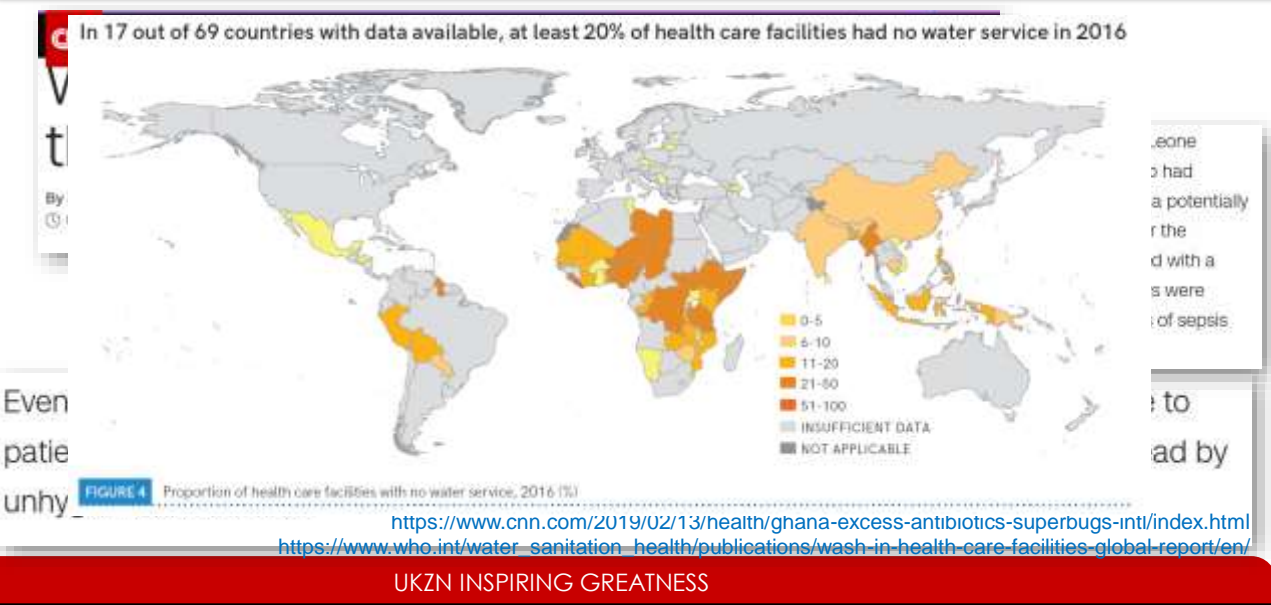 In 17 out of 69 countries with data available, at least 20% of health care facilities had no water service in 2016
By
Leone
had
a potentially
r the
d with a
s were
of sepsis
0-5
6-10
11-20
21-50
51-100
INSUFFICIENT DATA
NOT APPLICABLE
Even
to
patie
ad by
unhy
FIGURE 4 Proportion of health care facilities with no water service, 2016 (%)
https://www.cnn.com/2019/02/13/health/ghana-excess-antibiotics-superbugs-intl/index.html
https://www.who.int/water_sanitation_health/publications/wash-in-health-care-facilities-global-report/en/
UKZN INSPIRING GREATNESS